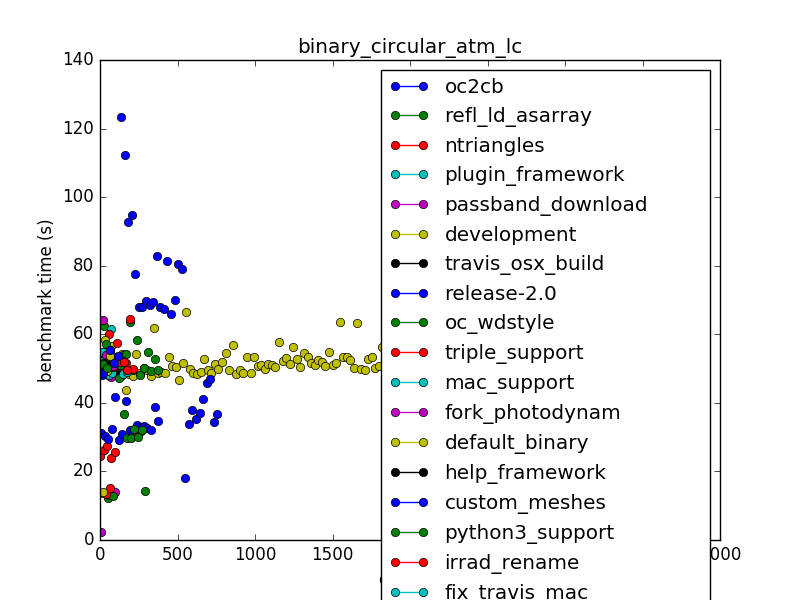 binary_circular_atm_lc
140
120
100
80
60
40
20
0
benchmark time (s)
0
500
1000
1500
000
oc2cb
refl_ld_asarray
ntriangles
plugin_framework
passband_download
development
travis_osx_build
release-2.0
oc_wdstyle
triple_support
mac_support
fork_photodynam
default_binary
help_framework
custom_meshes
python3_support
irrad_rename
fix_travis_mac